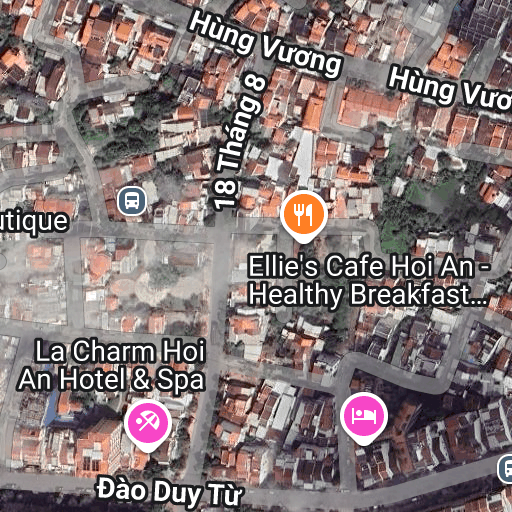 Hùng Vương
Hùng Vươ
18 Tháng 8
utique
Ellie's Cafe Hoi An -
Healthy Breakfast...
La Charm Hoi
An Hotel & Spa
Đào Duy Từ